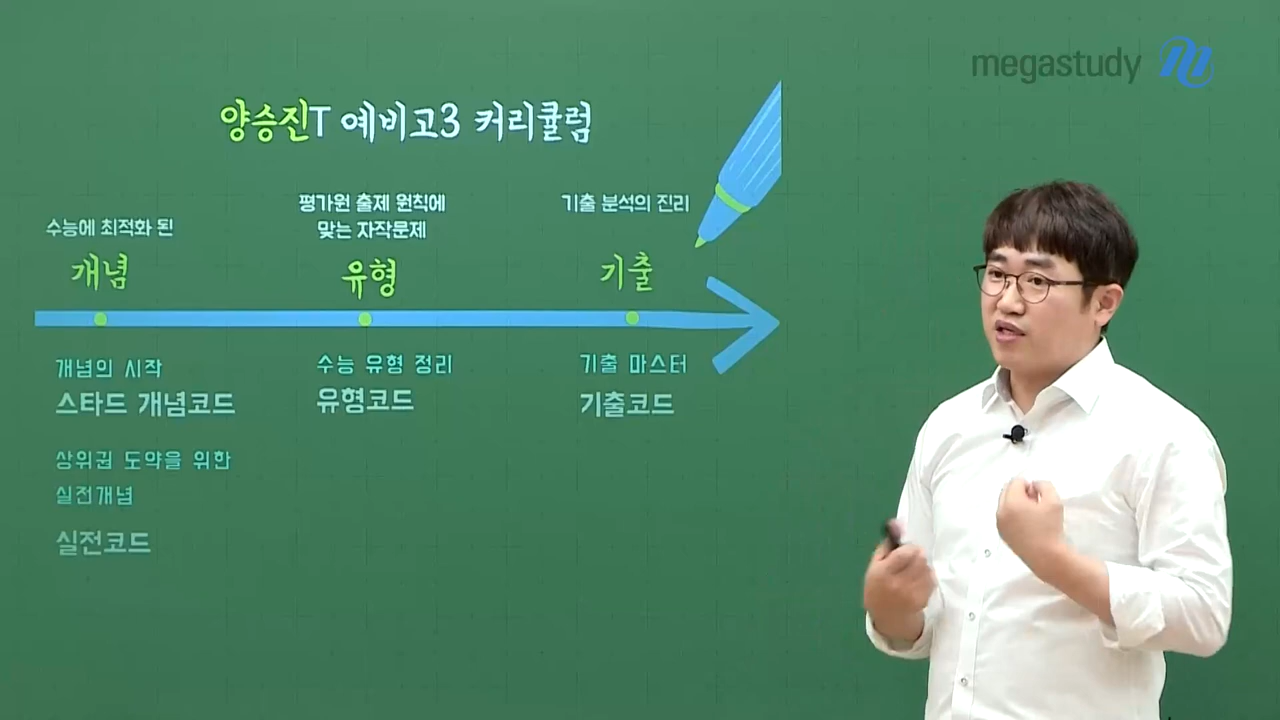 megastudy
양승진T 예비고3 커리큘럼
수능에 최적화 된
개념
평가원 출제 원칙에
맞는 자작문제
유형
기출 분석의 진리
기출
개념의 시작
스타드 개념코드
상위권 도약을 위한
실전개념
실전코드
수능 유형 정리
유형코드
기출 마스터
기출코드